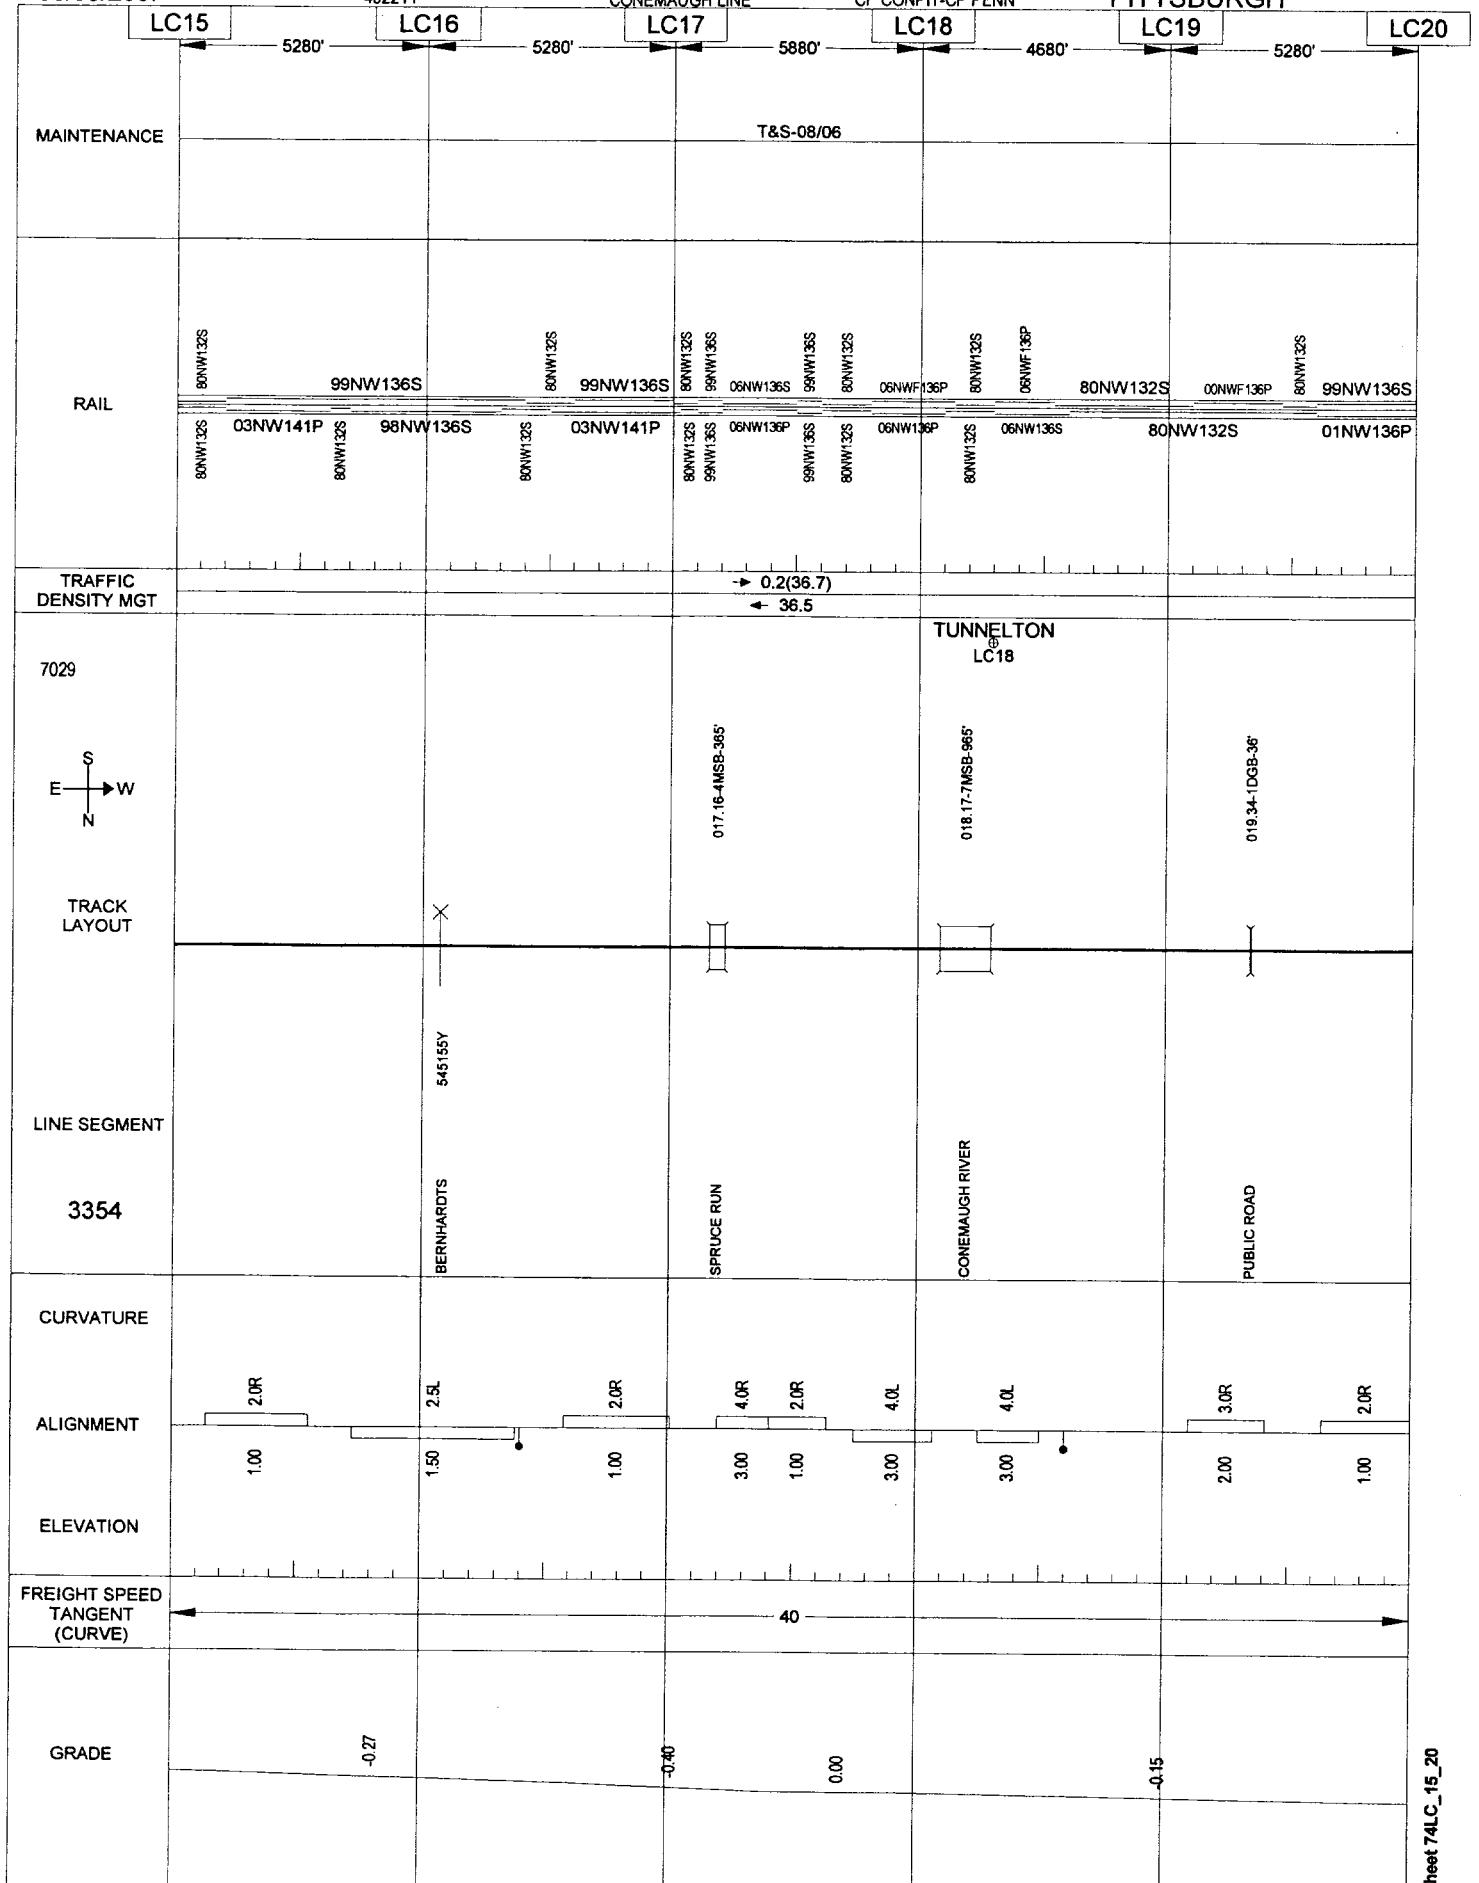 CONEMAUGH LINE
PITTSBURGH
LC15 LC16 LC17 LC18 LC19 LC20
5280' 5280' 5880' 4680' 5280'
MAINTENANCE
T&S-08/06
80NW132S 80NW132S 80NW132S 99NW136S 99NW136S 80NW132S 80NW132S 06NWF136P 80NW132S
99NW136S 99NW136S 06NW136S 06NWF136P 80NW132S 00NWF136P 99NW136S
RAIL
03NW141P 98NW136S 03NW141P 06NW136P 06NW136P 06NW136S 80NW132S 01NW136P
80NW132S 80NW132S 80NW132S 80NW132S 99NW136S 99NW136S 80NW132S 80NW132S
TRAFFIC
DENSITY MGT
0.2(36.7)
36.5
TUNNELTON
LC18
7029
S
E W
N
017.16-4MSB-365'
018.17-7MSB-965'
019.34-1DGB-36'
TRACK
LAYOUT
545155Y
LINE SEGMENT
3354
BERNHARDTS
SPRUCE RUN
CONEMAUGH RIVER
PUBLIC ROAD
CURVATURE
2.0R 2.5L 2.0R 4.0R 2.0R 4.0L 4.0L 3.0R 2.0R
ALIGNMENT
1.00 1.50 1.00 3.00 1.00 3.00 3.00 2.00 1.00
ELEVATION
FREIGHT SPEED
TANGENT
(CURVE)
40
GRADE
-0.27 -0.40 0.00 -0.15
heet 74LC_15_20